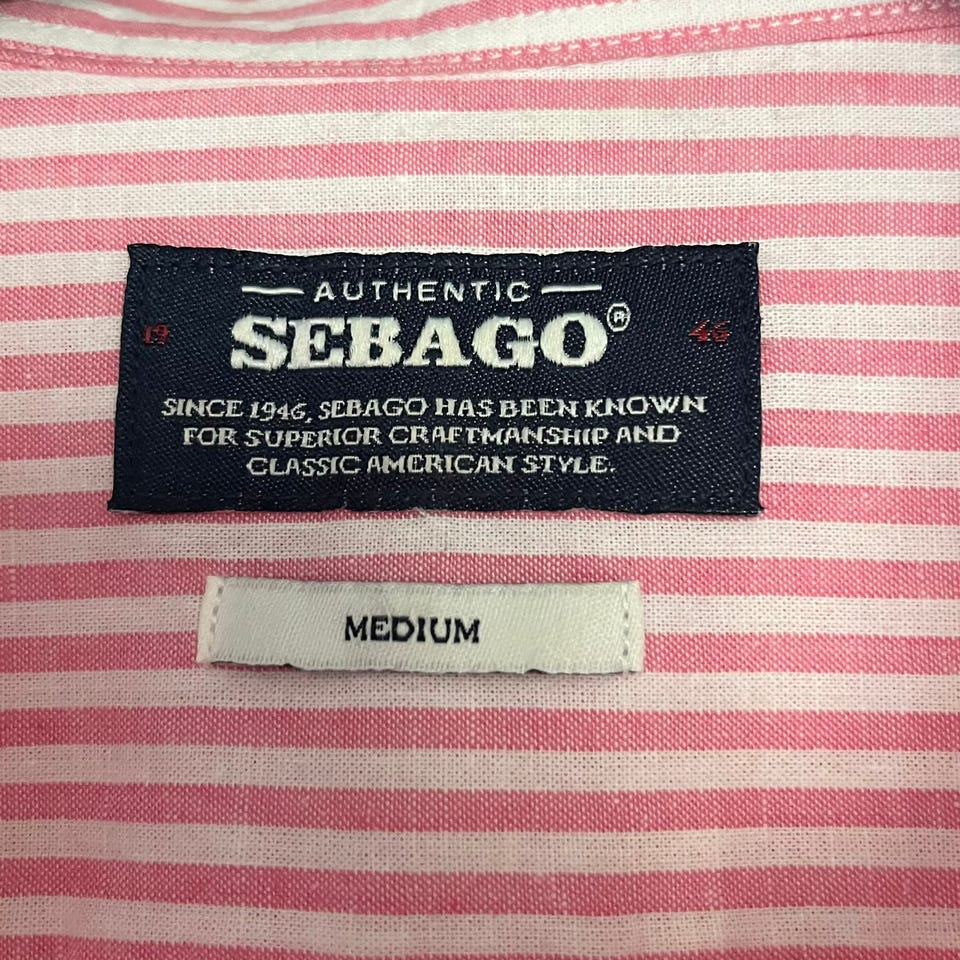 AUTHENTIC
SEBAGO®
19 46
SINCE 1946, SEBAGO HAS BEEN KNOWN
FOR SUPERIOR CRAFTMANSHIP AND
CLASSIC AMERICAN STYLE.
MEDIUM